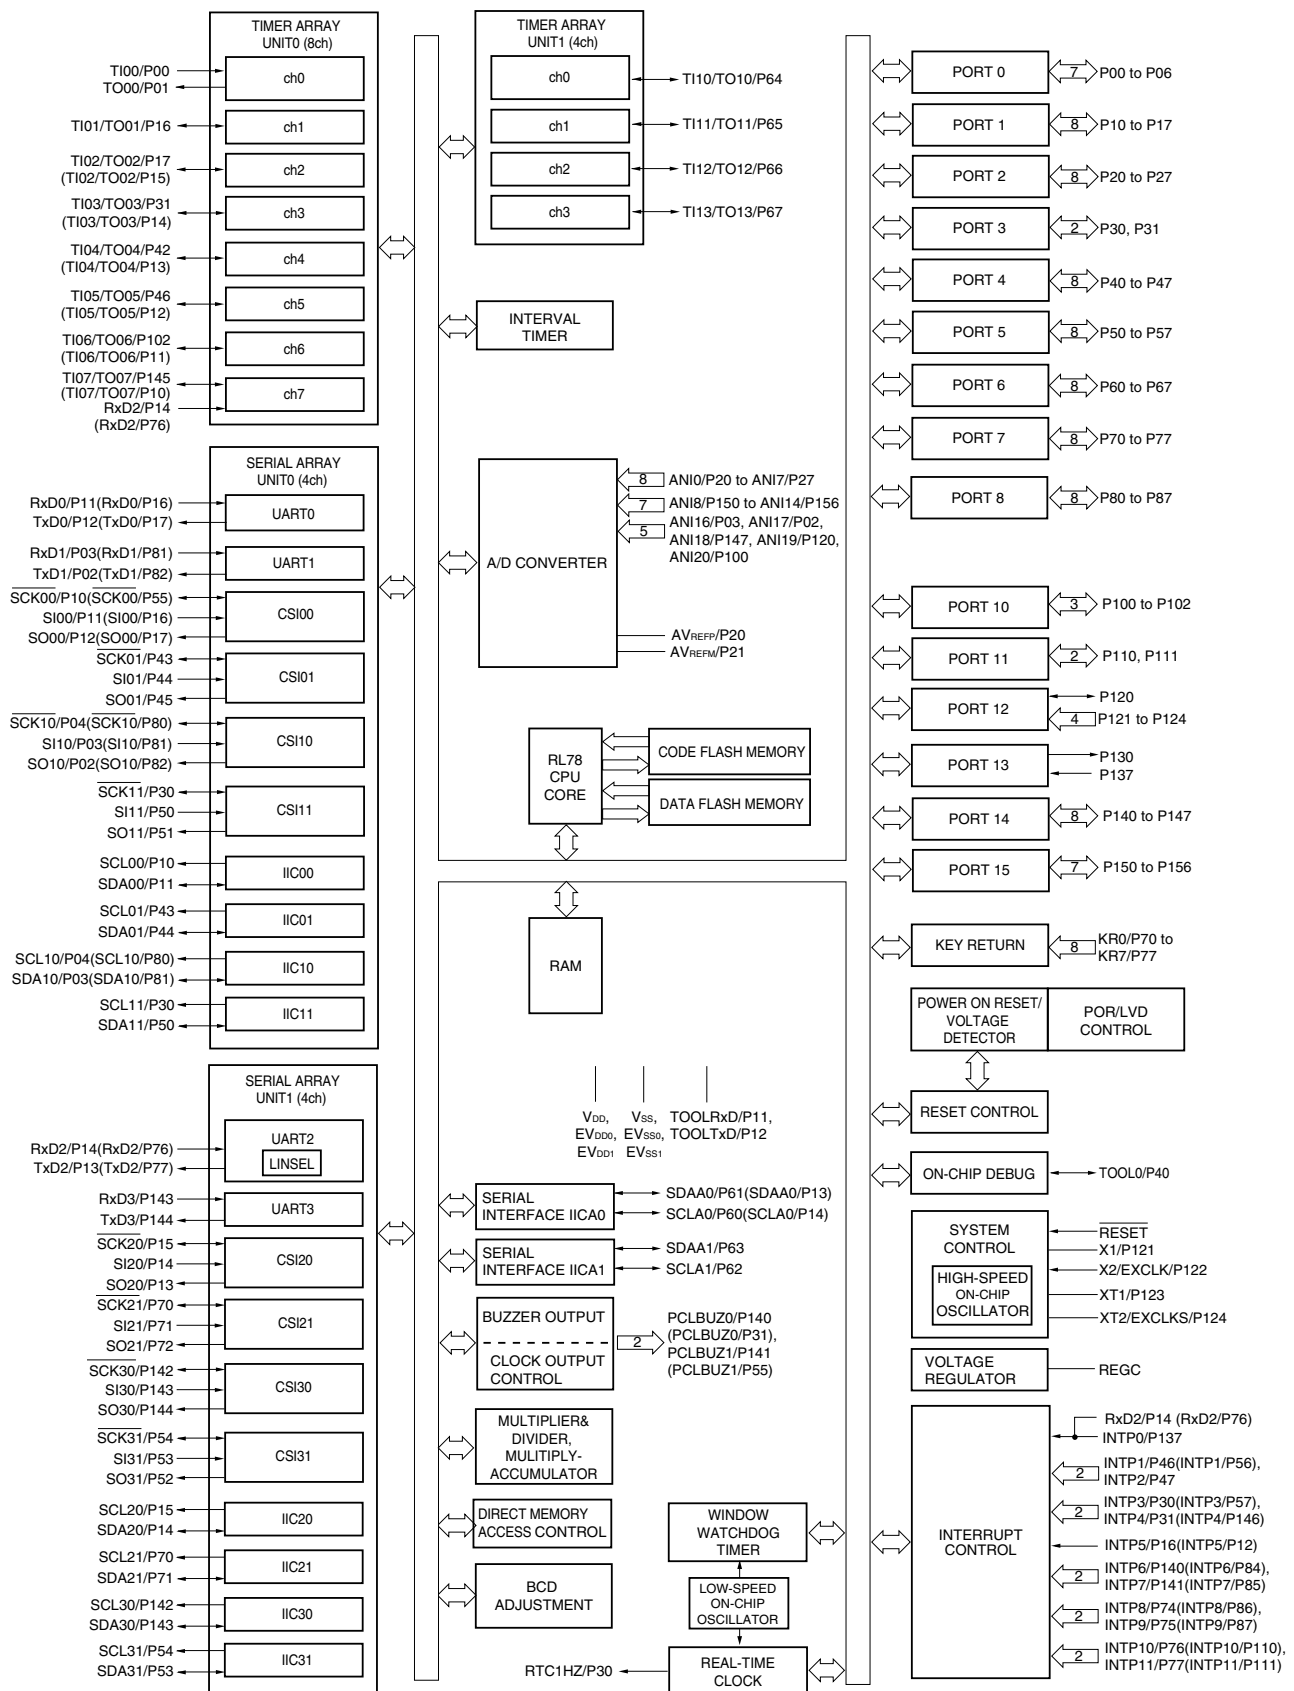 TIMER ARRAY
UNIT0 (8ch)
TI00/P00
TO00/P01
ch0
TI01/TO01/P16
ch1
TI02/TO02/P17
(TI02/TO02/P15)
ch2
TI03/TO03/P31
(TI03/TO03/P14)
ch3
TI04/TO04/P42
(TI04/TO04/P13)
ch4
TI05/TO05/P46
(TI05/TO05/P12)
ch5
TI06/TO06/P102
(TI06/TO06/P11)
ch6
TI07/TO07/P145
(TI07/TO07/P10)
RxD2/P14
(RxD2/P76)
ch7
SERIAL ARRAY
UNIT0 (4ch)
RxD0/P11(RxD0/P16)
TxD0/P12(TxD0/P17)
UART0
RxD1/P03(RxD1/P81)
TxD1/P02(TxD1/P82)
UART1
SCK00/P10(SCK00/P55)
SI00/P11(SI00/P16)
SO00/P12(SO00/P17)
CSI00
SCK01/P43
SI01/P44
SO01/P45
CSI01
SCK10/P04(SCK10/P80)
SI10/P03(SI10/P81)
SO10/P02(SO10/P82)
CSI10
SCK11/P30
SI11/P50
SO11/P51
CSI11
SCL00/P10
SDA00/P11
IIC00
SCL01/P43
SDA01/P44
IIC01
SCL10/P04(SCL10/P80)
SDA10/P03(SDA10/P81)
IIC10
SCL11/P30
SDA11/P50
IIC11
SERIAL ARRAY
UNIT1 (4ch)
RxD2/P14(RxD2/P76)
TxD2/P13(TxD2/P77)
UART2
LINSEL
RxD3/P143
TxD3/P144
UART3
SCK20/P15
SI20/P14
SO20/P13
CSI20
SCK21/P70
SI21/P71
SO21/P72
CSI21
SCK30/P142
SI30/P143
SO30/P144
CSI30
SCK31/P54
SI31/P53
SO31/P52
CSI31
SCL20/P15
SDA20/P14
IIC20
SCL21/P70
SDA21/P71
IIC21
SCL30/P142
SDA30/P143
IIC30
SCL31/P54
SDA31/P53
IIC31
TIMER ARRAY
UNIT1 (4ch)
ch0
TI10/TO10/P64
ch1
TI11/TO11/P65
ch2
TI12/TO12/P66
ch3
TI13/TO13/P67
INTERVAL
TIMER
A/D CONVERTER
8 ANI0/P20 to ANI7/P27
7 ANI8/P150 to ANI14/P156
5 ANI16/P03, ANI17/P02,
ANI18/P147, ANI19/P120,
ANI20/P100
AVREFP/P20
AVREFM/P21
RL78
CPU
CORE
CODE FLASH MEMORY
DATA FLASH MEMORY
RAM
VDD,
EVDD0,
EVDD1
VSS,
EVSS0,
EVSS1
TOOLRxD/P11,
TOOLTxD/P12
SERIAL
INTERFACE IICA0
SDAA0/P61(SDAA0/P13)
SCLA0/P60(SCLA0/P14)
SERIAL
INTERFACE IICA1
SDAA1/P63
SCLA1/P62
BUZZER OUTPUT
CLOCK OUTPUT
CONTROL
2
PCLBUZ0/P140
(PCLBUZ0/P31),
PCLBUZ1/P141
(PCLBUZ1/P55)
MULTIPLIER&
DIVIDER,
MULITIPLY-
ACCUMULATOR
DIRECT MEMORY
ACCESS CONTROL
BCD
ADJUSTMENT
WINDOW
WATCHDOG
TIMER
LOW-SPEED
ON-CHIP
OSCILLATOR
RTC1HZ/P30
REAL-TIME
CLOCK
PORT 0 7 P00 to P06
PORT 1 8 P10 to P17
PORT 2 8 P20 to P27
PORT 3 2 P30, P31
PORT 4 8 P40 to P47
PORT 5 8 P50 to P57
PORT 6 8 P60 to P67
PORT 7 8 P70 to P77
PORT 8 8 P80 to P87
PORT 10 3 P100 to P102
PORT 11 2 P110, P111
PORT 12
P120
4 P121 to P124
PORT 13
P130
P137
PORT 14 8 P140 to P147
PORT 15 7 P150 to P156
KEY RETURN 8
KR0/P70 to
KR7/P77
POWER ON RESET/
VOLTAGE
DETECTOR
POR/LVD
CONTROL
RESET CONTROL
ON-CHIP DEBUG
TOOL0/P40
SYSTEM
CONTROL
HIGH-SPEED
ON-CHIP
OSCILLATOR
RESET
X1/P121
X2/EXCLK/P122
XT1/P123
XT2/EXCLKS/P124
VOLTAGE
REGULATOR
REGC
INTERRUPT
CONTROL
RxD2/P14 (RxD2/P76)
INTP0/P137
2 INTP1/P46(INTP1/P56),
INTP2/P47
2 INTP3/P30(INTP3/P57),
INTP4/P31(INTP4/P146)
INTP5/P16(INTP5/P12)
2 INTP6/P140(INTP6/P84),
INTP7/P141(INTP7/P85)
2 INTP8/P74(INTP8/P86),
INTP9/P75(INTP9/P87)
2 INTP10/P76(INTP10/P110),
INTP11/P77(INTP11/P111)